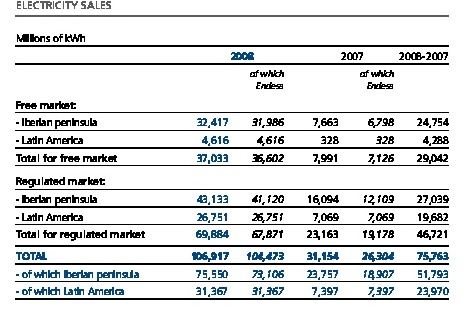 ELECTRICITY SALES
Millions of kWh
2008 2007 2008-2007
of which of which
Endesa Endesa
Free market:
- Iberian peninsula 32,417 31,986 7,663 6,798 24,754
- Latin America 4,616 4,616 328 328 4,288
Total for free market 37,033 36,602 7,991 7,126 29,042
Regulated market:
- Iberian peninsula 43,133 41,120 16,094 12,109 27,039
- Latin America 26,751 26,751 7,069 7,069 19,682
Total for regulated market 69,884 67,871 23,163 19,178 46,721
TOTAL 106,917 104,473 31,154 26,304 75,763
- of which Iberian peninsula 75,550 73,106 23,757 18,907 51,793
- of which Latin America 31,367 31,367 7,397 7,397 23,970